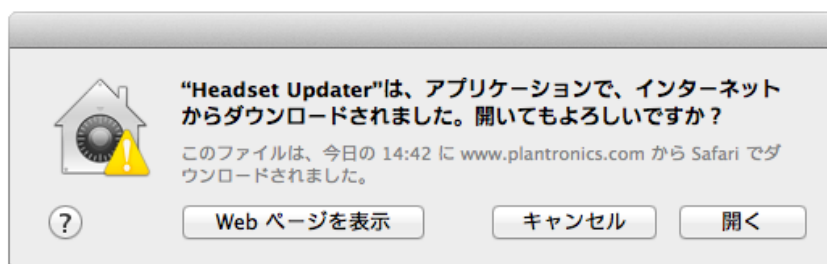 “Headset Updater”は、アプリケーションで、インターネット
からダウンロードされました。開いてもよろしいですか？
このファイルは、今日の 14:42 に www.plantronics.com から Safari でダ
ウンロードされました。
?
Web ページを表示
キャンセル
開く